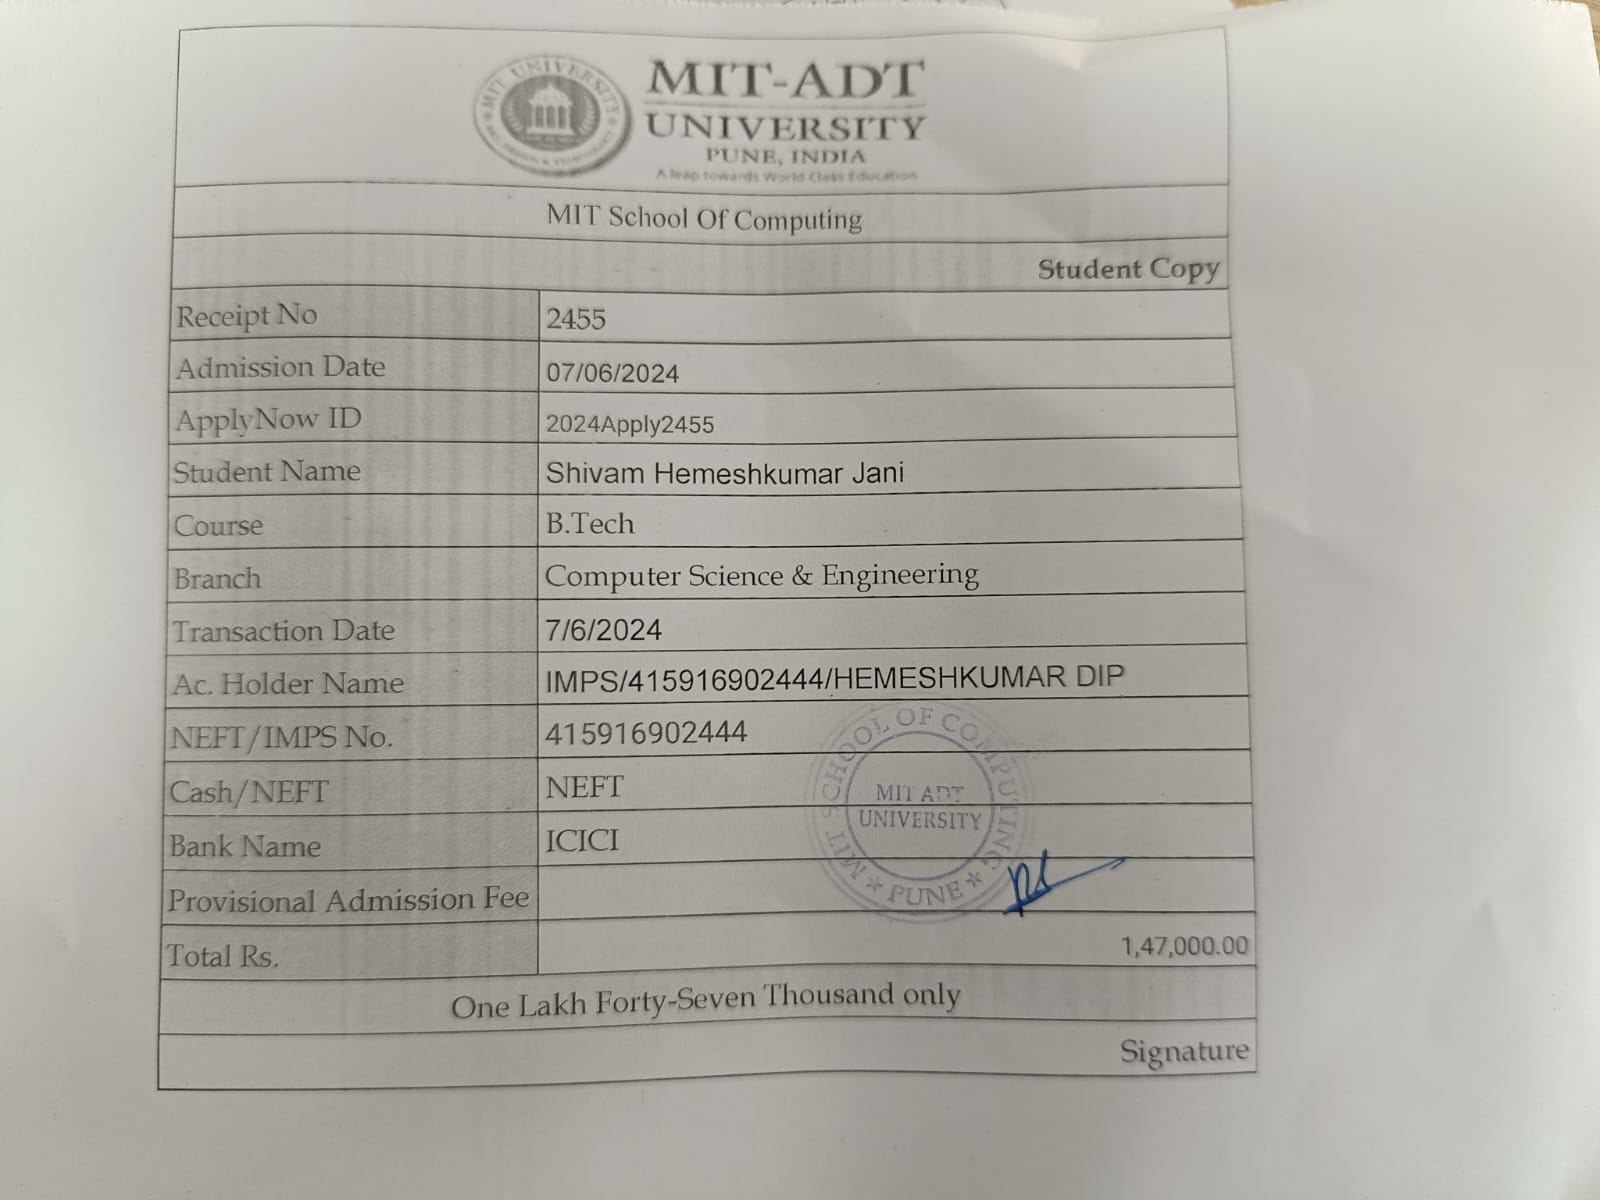 MIT-ADT
UNIVERSITY
PUNE, INDIA
A leap towards World Class Education
MIT UNIVERSITY
MIT School Of Computing
Student Copy
Receipt No 2455
Admission Date 07/06/2024
ApplyNow ID 2024Apply2455
Student Name Shivam Hemeshkumar Jani
Course B.Tech
Branch Computer Science & Engineering
Transaction Date 7/6/2024
Ac. Holder Name IMPS/415916902444/HEMESHKUMAR DIP
NEFT/IMPS No. 415916902444
Cash/NEFT NEFT
Bank Name ICICI
MIT SCHOOL OF COMPUTING
MIT ADT
UNIVERSITY
★ PUNE ★
Provisional Admission Fee
Total Rs. 1,47,000.00
One Lakh Forty-Seven Thousand only
Signature